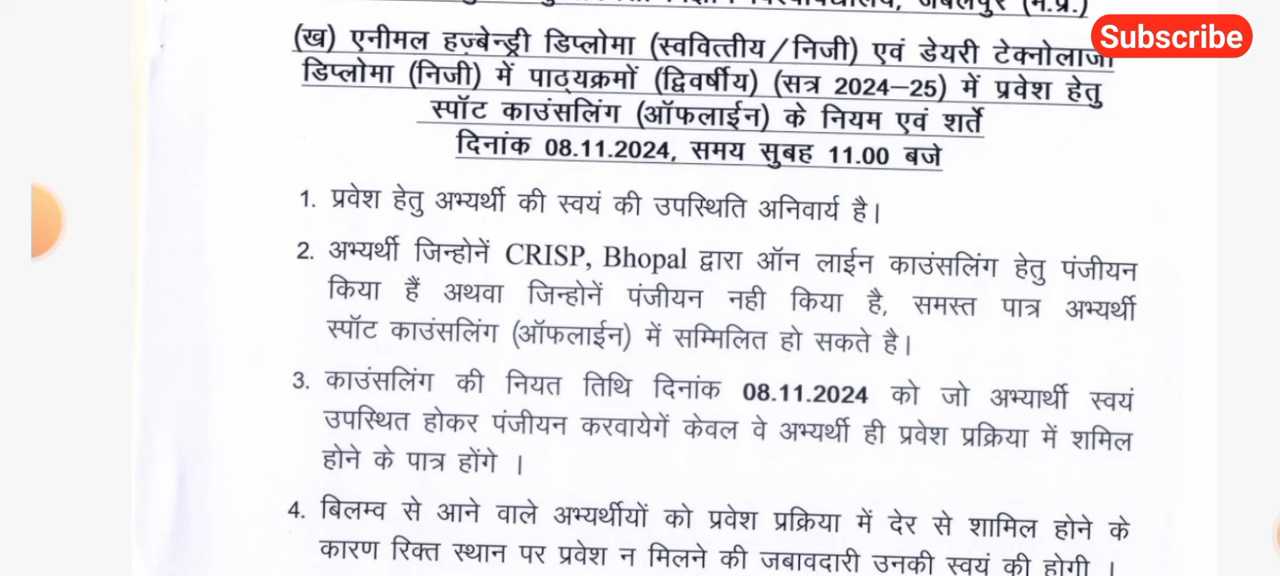 विश्वविद्यालय, जबलपुर (म.प्र.)
(ख) एनीमल हज़्बेन्ड्री डिप्लोमा (स्ववित्तीय/निजी) एवं डेयरी टेक्नोलाजी
Subscribe
डिप्लोमा (निजी) में पाठ्यक्रमों (द्विवर्षीय) (सत्र 2024–25) में प्रवेश हेतु
स्पॉट काउंसलिंग (ऑफलाईन) के नियम एवं शर्ते
दिनांक 08.11.2024, समय सुबह 11.00 बजे
1. प्रवेश हेतु अभ्यर्थी की स्वयं की उपस्थिति अनिवार्य है।
2. अभ्यर्थी जिन्होनें CRISP, Bhopal द्वारा ऑन लाईन काउंसलिंग हेतु पंजीयन
किया हैं अथवा जिन्होनें पंजीयन नही किया है, समस्त पात्र अभ्यर्थी
स्पॉट काउंसलिंग (ऑफलाईन) में सम्मिलित हो सकते है।
3. काउंसलिंग की नियत तिथि दिनांक 08.11.2024 को जो अभ्यार्थी स्वयं
उपस्थित होकर पंजीयन करवायेगें केवल वे अभ्यर्थी ही प्रवेश प्रक्रिया में शमिल
होने के पात्र होंगे ।
4. बिलम्व से आने वाले अभ्यर्थीयों को प्रवेश प्रक्रिया में देर से शामिल होने के
कारण रिक्त स्थान पर प्रवेश न मिलने की जबावदारी उनकी स्वयं की होगी ।